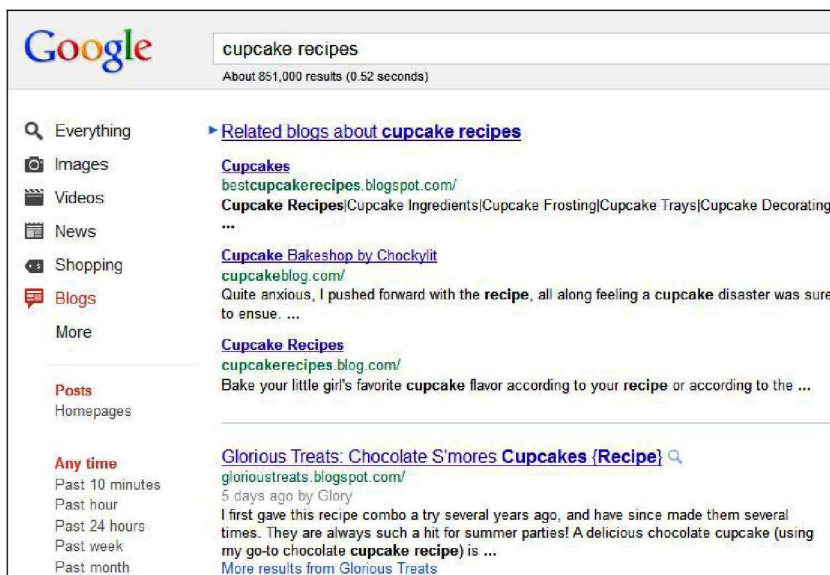 Google
cupcake recipes
About 851,000 results (0.52 seconds)
Everything
Images
Videos
News
Shopping
Blogs
More
Posts
Homepages
Any time
Past 10 minutes
Past hour
Past 24 hours
Past week
Past month
Related blogs about cupcake recipes
Cupcakes
bestcupcakerecipes.blogspot.com/
Cupcake Recipes|Cupcake Ingredients|Cupcake Frosting|Cupcake Trays|Cupcake Decorating
...
Cupcake Bakeshop by Chockylit
cupcakeblog.com/
Quite anxious, I pushed forward with the recipe, all along feeling a cupcake disaster was sure
to ensue. ...
Cupcake Recipes
cupcakerecipes.blog.com/
Bake your little girl's favorite cupcake flavor according to your recipe or according to the ...
Glorious Treats: Chocolate S'mores Cupcakes {Recipe}
glorioustreats.blogspot.com/
5 days ago by Glory
I first gave this recipe combo a try several years ago, and have since made them several
times. They are always such a hit for summer parties! A delicious chocolate cupcake (using
my go-to chocolate cupcake recipe) is ...
More results from Glorious Treats